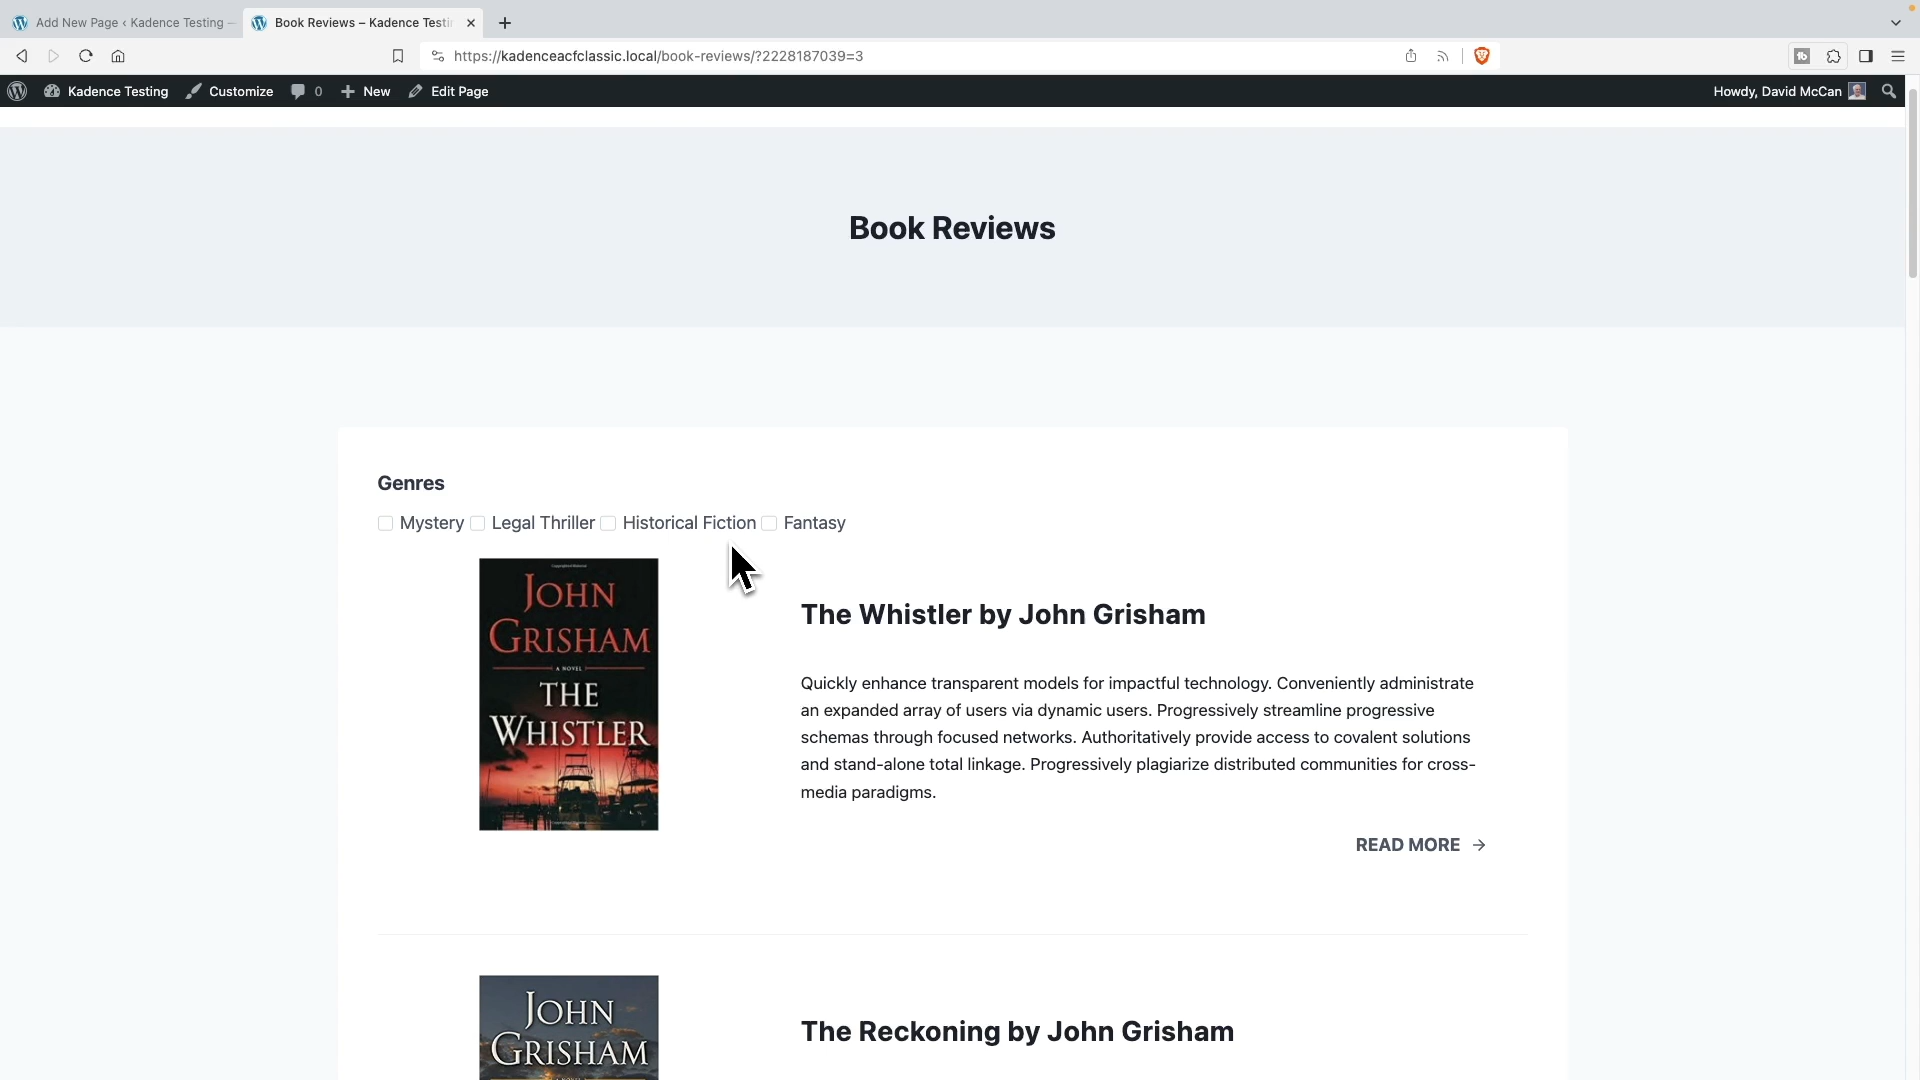 Add New Page ‹ Kadence Testing —
Book Reviews – Kadence Testi
https://kadenceacfclassic.local/book-reviews/?2228187039=3
Kadence Testing
Customize
0
New
Edit Page
Howdy, David McCan
Book Reviews
Genres
Mystery Legal Thriller Historical Fiction Fantasy
JOHN
GRISHAM
A NOVEL
THE
WHISTLER
The Whistler by John Grisham
Quickly enhance transparent models for impactful technology. Conveniently administrate
an expanded array of users via dynamic users. Progressively streamline progressive
schemas through focused networks. Authoritatively provide access to covalent solutions
and stand-alone total linkage. Progressively plagiarize distributed communities for cross-
media paradigms.
READ MORE →
JOHN
GRISHAM
The Reckoning by John Grisham